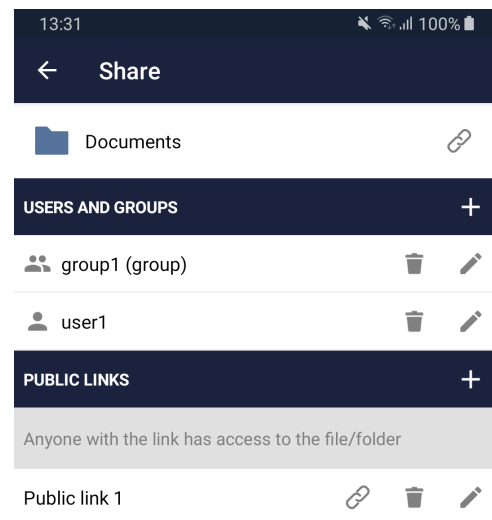 13:31 100%
Share
Documents
USERS AND GROUPS
group1 (group)
user1
PUBLIC LINKS
Anyone with the link has access to the file/folder
Public link 1